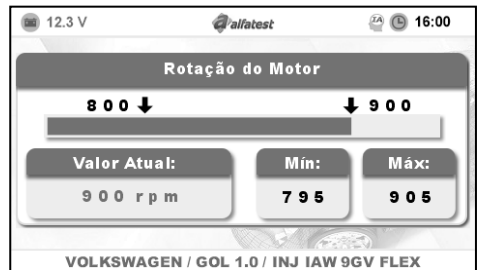 12.3 V alfatest 1A 16:00
Rotação do Motor
800 900
Valor Atual: Mín: Máx:
900 rpm 795 905
VOLKSWAGEN / GOL 1.0 / INJ IAW 9GV FLEX